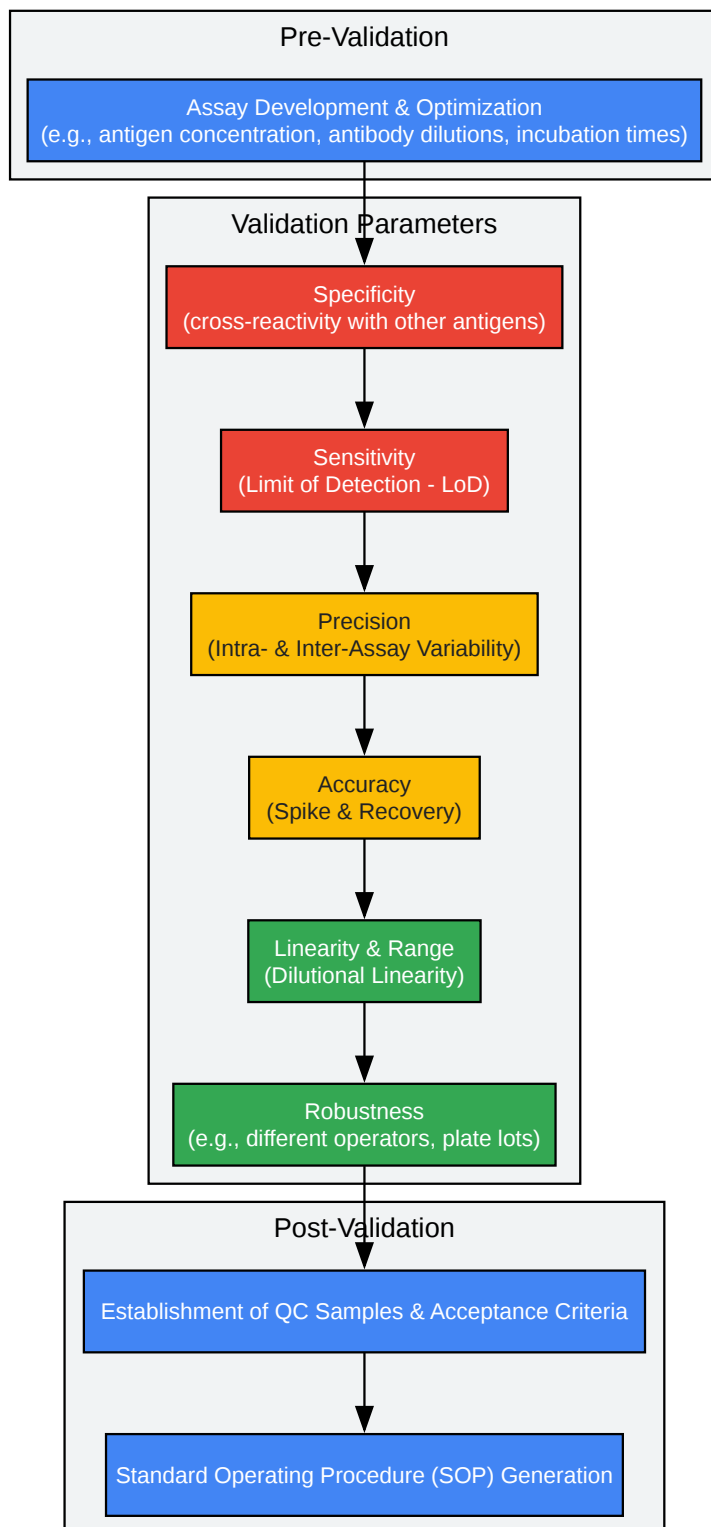 Pre-Validation
Assay Development & Optimization
(e.g., antigen concentration, antibody dilutions, incubation times)
Validation Parameters
Specificity
(cross-reactivity with other antigens)
Sensitivity
(Limit of Detection - LoD)
Precision
(Intra- & Inter-Assay Variability)
Accuracy
(Spike & Recovery)
Linearity & Range
(Dilutional Linearity)
Robustness
(e.g., different operators, plate lots)
Post-Validation
Establishment of QC Samples & Acceptance Criteria
Standard Operating Procedure (SOP) Generation